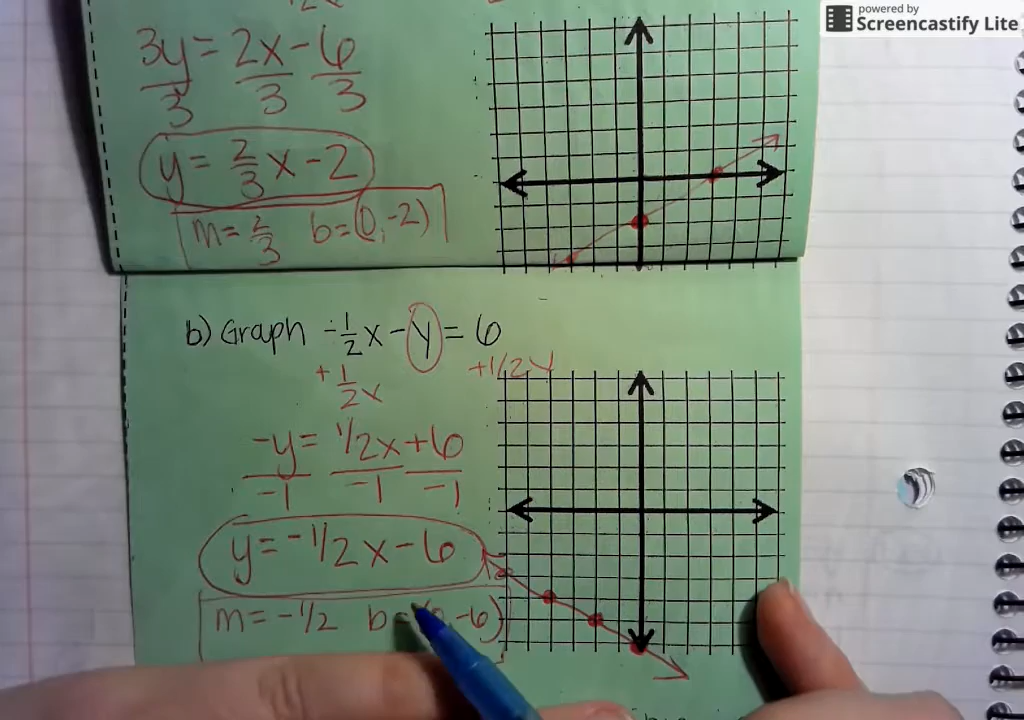 powered by
Screencastify Lite
3y = 2x - 6
3 3 3
y = 2/3 x - 2
m = 2/3 b = (0, -2)
b) Graph -1/2 x - y = 6
+ 1/2 x +1/2 x
-y = 1/2x + 6
-1 -1 -1
y = -1/2 x - 6
m = -1/2 b = ( -6)